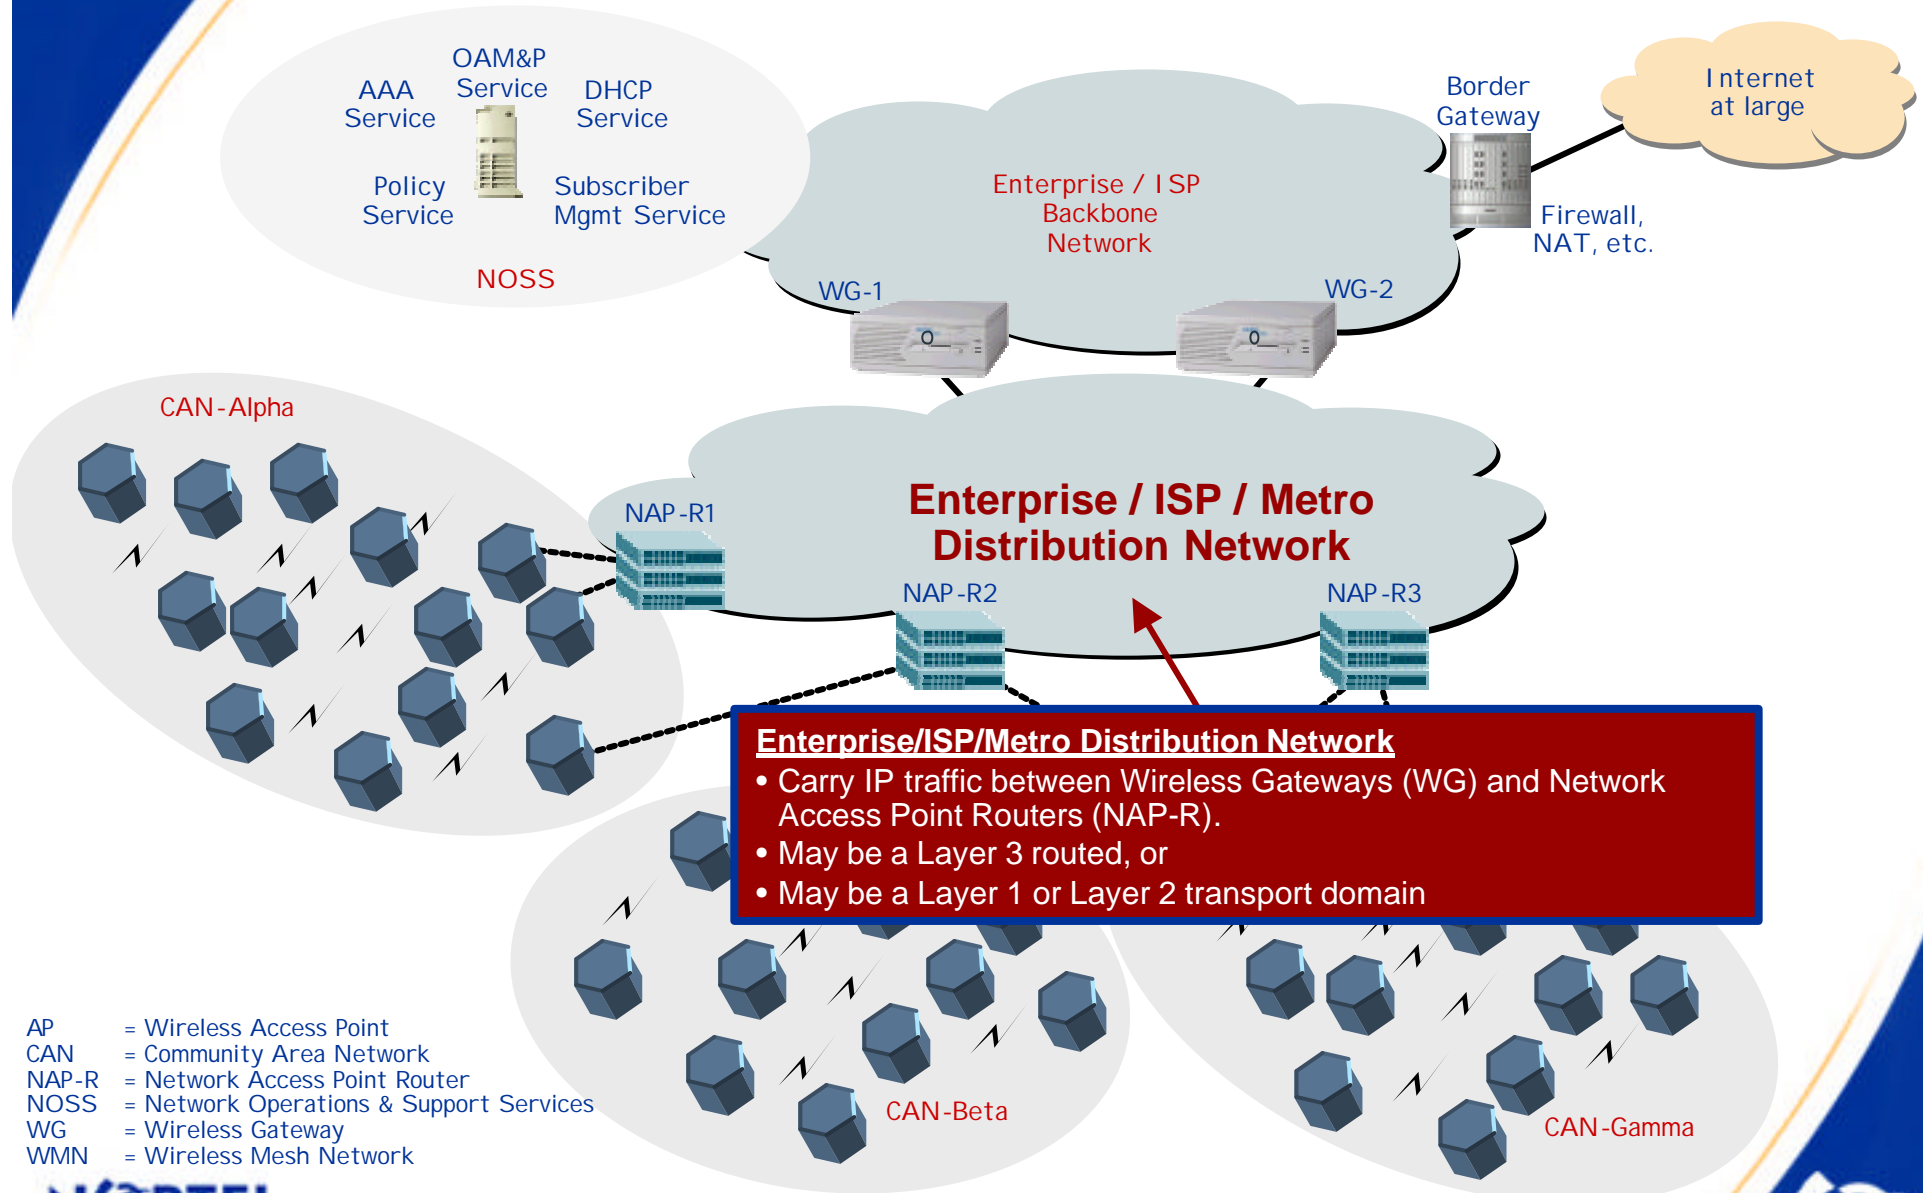 OAM&P
Service
AAA
Service
DHCP
Service
Policy
Service
Subscriber
Mgmt Service
NOSS
Enterprise / ISP
Backbone
Network
Border
Gateway
Internet
at large
Firewall,
NAT, etc.
WG-1
WG-2
CAN-Alpha
NAP-R1
Enterprise / ISP / Metro
Distribution Network
NAP-R2
NAP-R3
Enterprise/ISP/Metro Distribution Network
• Carry IP traffic between Wireless Gateways (WG) and Network
Access Point Routers (NAP-R).
• May be a Layer 3 routed, or
• May be a Layer 1 or Layer 2 transport domain
CAN-Beta
CAN-Gamma
AP = Wireless Access Point
CAN = Community Area Network
NAP-R = Network Access Point Router
NOSS = Network Operations & Support Services
WG = Wireless Gateway
WMN = Wireless Mesh Network